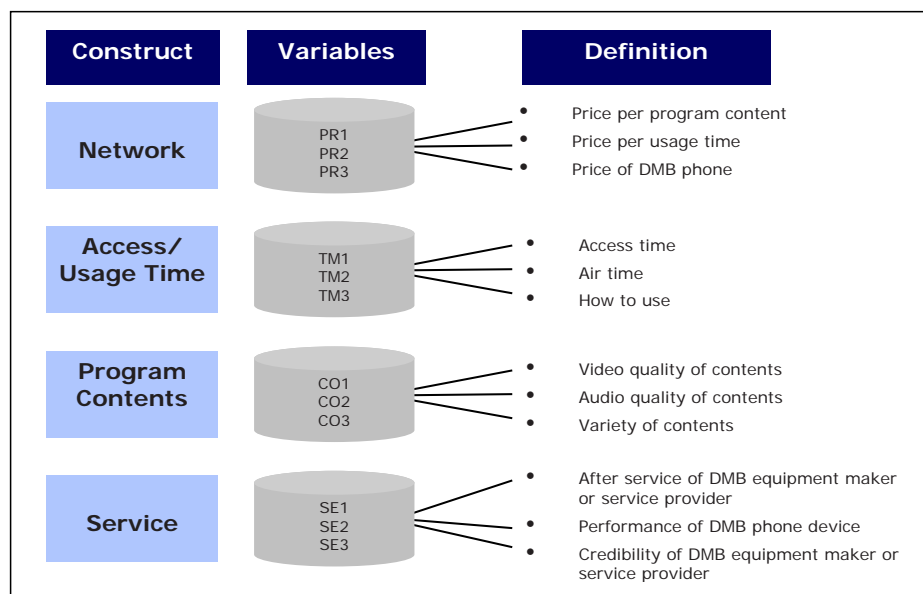 Construct Variables Definition
Network
PR1
PR2
PR3
• Price per program content
• Price per usage time
• Price of DMB phone
Access/
Usage Time
TM1
TM2
TM3
• Access time
• Air time
• How to use
Program
Contents
CO1
CO2
CO3
• Video quality of contents
• Audio quality of contents
• Variety of contents
Service
SE1
SE2
SE3
• After service of DMB equipment maker
or service provider
• Performance of DMB phone device
• Credibility of DMB equipment maker or
service provider